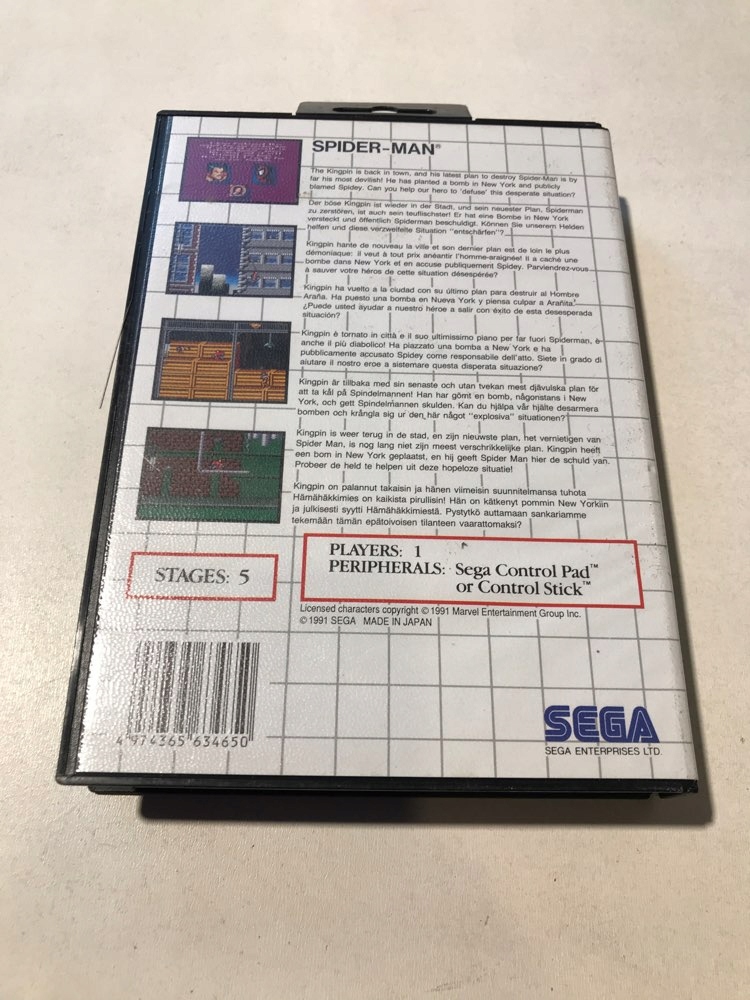 SPIDER-MAN®
The Kingpin is back in town, and his latest plan to destroy Spider-Man is by
far his most devilish! He has planted a bomb in New York and publicly
blamed Spidey. Can you help our hero to 'defuse' this desperate situation?
Der böse Kingpin ist wieder in der Stadt, und sein neuester Plan, Spiderman
zu zerstören, ist auch sein teuflischster! Er hat eine Bombe in New York
versteckt und öffentlich Spiderman beschuldigt. Können Sie unserem Helden
helfen und diese verzweifelte Situation "entschärfen"?
Kingpin hante de nouveau la ville et son dernier plan est de loin le plus
démoniaque: il veut à tout prix anéantir l'homme-araignée! Il a caché une
bombe dans New York et en accuse publiquement Spidey. Parviendrez-vous
à sauver votre héros de cette situation désespérée?
Kingpin ha vuelto a la ciudad con su último plan para destruir al Hombre
Araña. Ha puesto una bomba en Nueva York y piensa culpar a Arañita.
¿Puede usted ayudar a nuestro héroe a salir con éxito de esta desesperada
situación?
Kingpin è tornato in città e il suo ultimissimo piano per far fuori Spiderman, è
anche il più diabolico! Ha piazzato una bomba a New York e ha
pubblicamente accusato Spidey come responsabile dell'atto. Siete in grado di
aiutare il nostro eroe a sistemare questa disperata situazione?
Kingpin är tillbaka med sin senaste och utan tvekan mest djävulska plan för
att ta kål på Spindelmannen! Han har gömt en bomb, någonstans i New
York, och gett Spindelmannen skulden. Kan du hjälpa vår hjälte desarmera
bomben och krångla sig ur den här något "explosiva" situationen?
Kingpin is weer terug in de stad, en zijn nieuwste plan, het vernietigen van
Spider Man, is nog lang niet zijn meest verschrikkelijke plan. Kingpin heeft
een bom in New York geplaatst, en hij geeft Spider Man hier de schuld van.
Probeer de held te helpen uit deze hopeloze situatie!
Kingpin on palannut takaisin ja hänen viimeisin suunnitelmansa tuhota
Hämähäkkimies on kaikista pirullisin! Hän on kätkenyt pommin New Yorkiin
ja julkisesti syytti Hämähäkkimiestä. Pystytkö auttamaan sankariamme
tekemään tämän epätoivoisen tilanteen vaarattomaksi?
STAGES: 5
PLAYERS: 1
PERIPHERALS: Sega Control Pad™
or Control Stick™
Licensed characters copyright © 1991 Marvel Entertainment Group Inc.
© 1991 SEGA MADE IN JAPAN
4 974365 634650
SEGA
SEGA ENTERPRISES LTD.